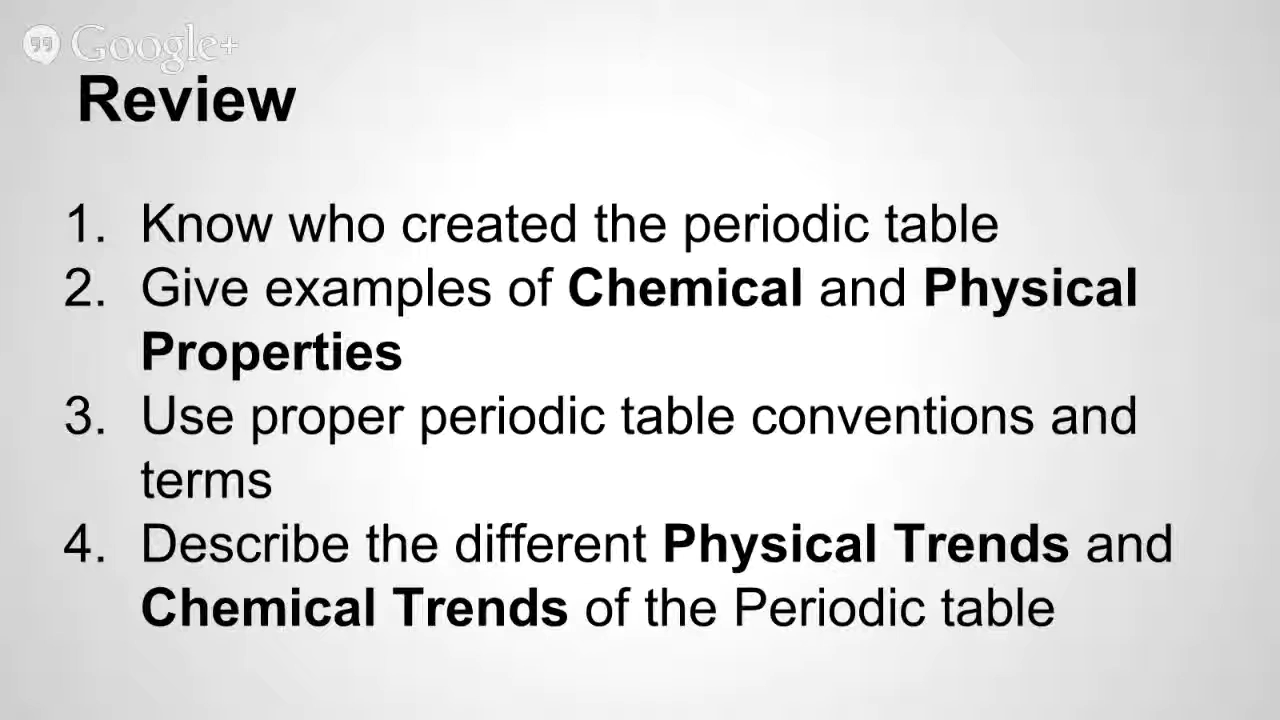 Google+
Review
1. Know who created the periodic table
2. Give examples of Chemical and Physical
Properties
3. Use proper periodic table conventions and
terms
4. Describe the different Physical Trends and
Chemical Trends of the Periodic table